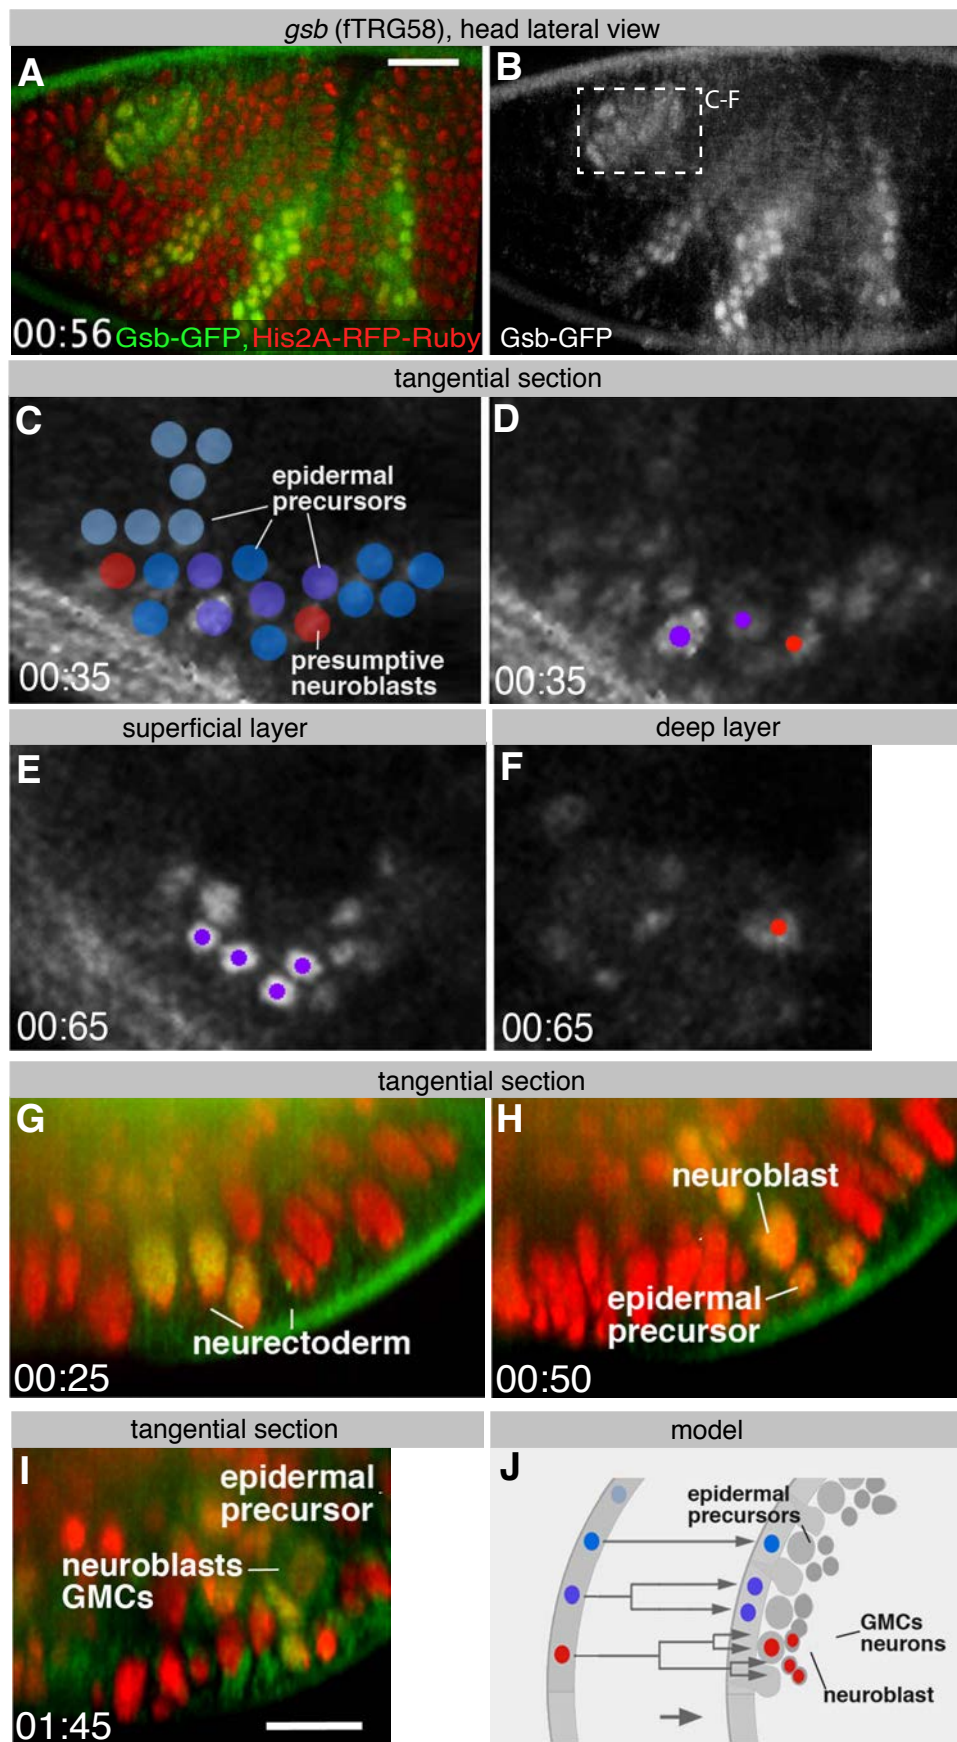 gsb (fTRG58), head lateral view
A
B
C-F
00:56 Gsb-GFP, His2A-RFP-Ruby
Gsb-GFP
tangential section
C
D
epidermal
precursors
presumptive
neuroblasts
00:35
00:35
superficial layer
deep layer
E
F
00:65
00:65
tangential section
G
H
neuroblast
neurectoderm
epidermal
precursor
00:25
00:50
tangential section
model
I
J
epidermal
precursor
neuroblasts
GMCs
01:45
epidermal
precursors
GMCs
neurons
neuroblast